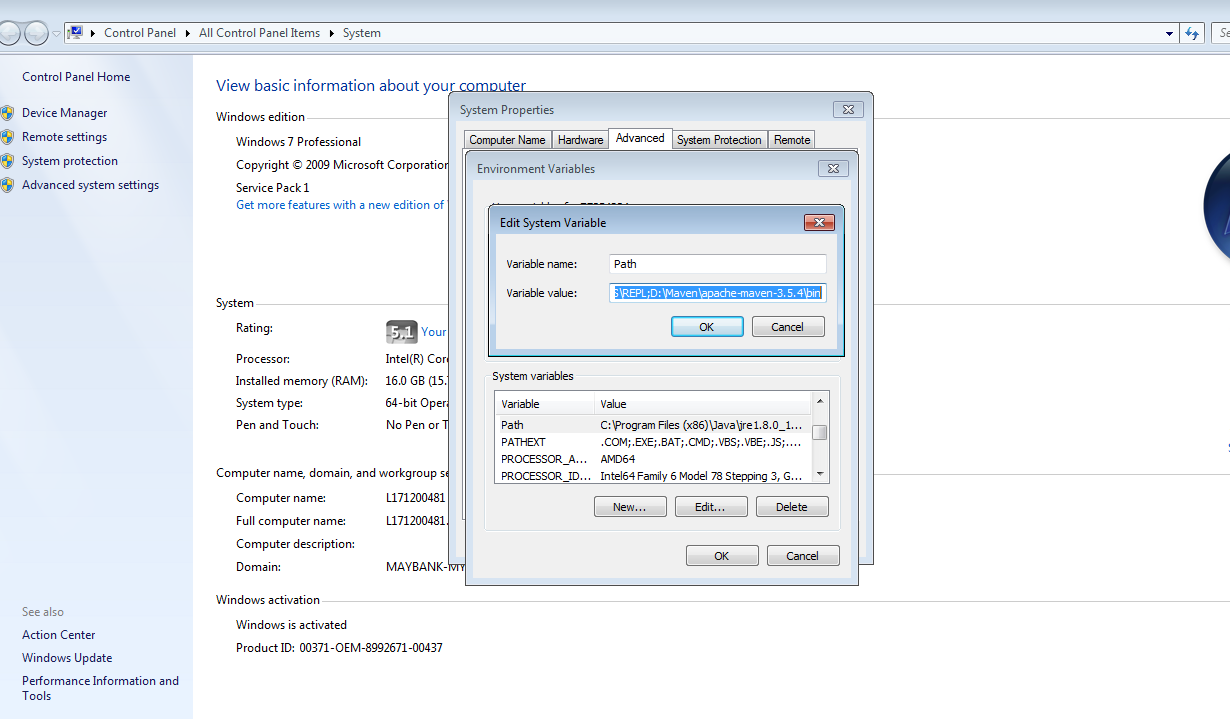 Control Panel All Control Panel Items System
Control Panel Home
Device Manager
Remote settings
System protection
Advanced system settings
See also
Action Center
Windows Update
Performance Information and
Tools
View basic information about your computer
Windows edition
Windows 7 Professional
Copyright © 2009 Microsoft Corporation
Service Pack 1
Get more features with a new edition of
System
Rating:
5.1 Your
Processor:
Intel(R)
Installed memory (RAM):
16.0 GB
System type:
64-bit
Pen and Touch:
No Pen or
Computer name, domain, and workgroup
Computer name:
L171200481
Full computer name:
L171200481.
Computer description:
Domain:
Windows activation
Windows is activated
Product ID: 00371-OEM-8992671-00437
System Properties
Computer Name Hardware Advanced System Protection Remote
Environment Variables
Edit System Variable
Variable name:
Path
Variable value:
\REPL;D:\Maven\apache-maven-3.5.4\bin
OK Cancel
System variables
Variable Value
Path C:\Program Files (x86)\Java\jre1.8.0_1...
PATHEXT .COM;.EXE;.BAT;.CMD;.VBS;.VBE;.JS;....
PROCESSOR_A... AMD64
PROCESSOR_ID... Intel64 Family 6 Model 78 Stepping 3, G...
New... Edit... Delete
OK Cancel